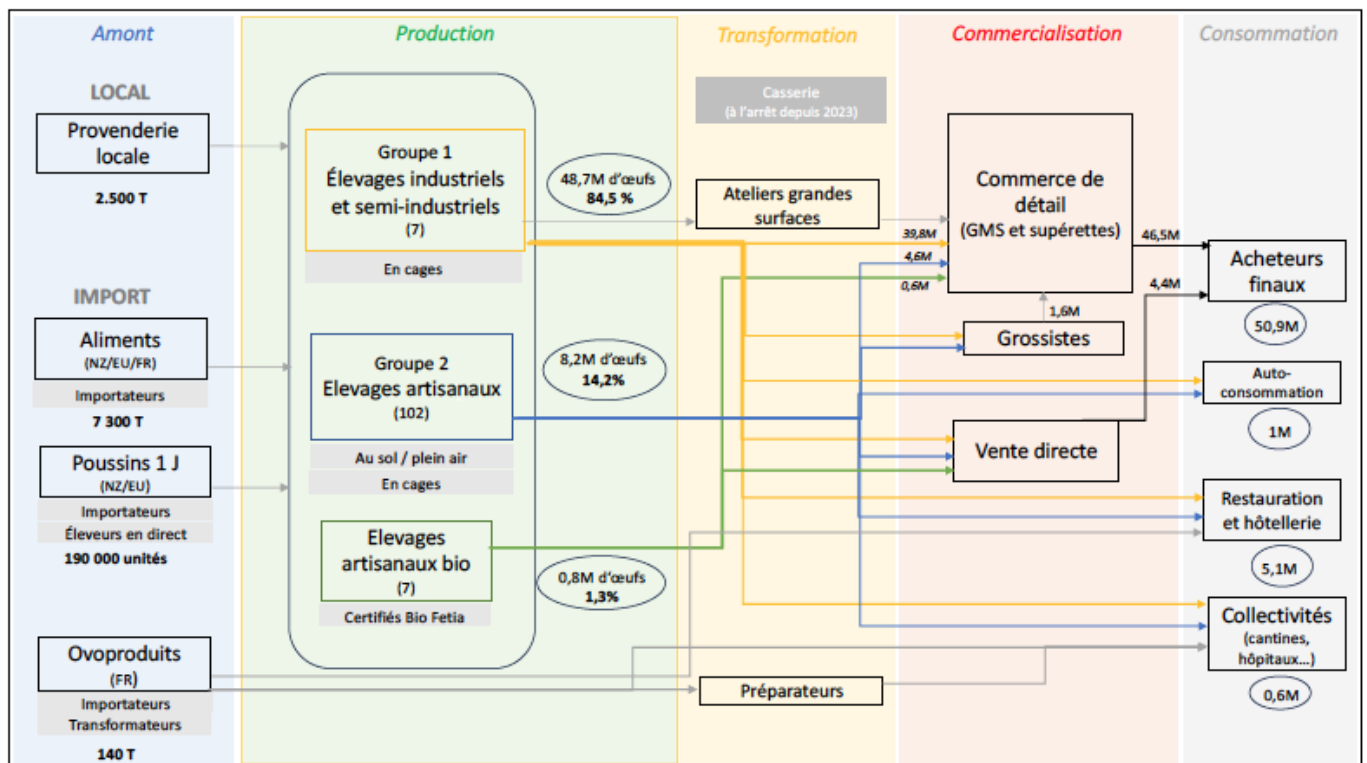 Amont
Production
Transformation
Commercialisation
Consommation
LOCAL
Provenderie
locale
2.500 T
IMPORT
Aliments
(NZ/EU/FR)
Importateurs
7 300 T
Poussins 1 J
(NZ/EU)
Importateurs
Éleveurs en direct
190 000 unités
Ovoproduits
(FR)
Importateurs
Transformateurs
140 T
Groupe 1
Élevages industriels
et semi-industriels
(7)
En cages
48,7M d'œufs
84,5 %
Groupe 2
Elevages artisanaux
(102)
Au sol / plein air
En cages
8,2M d'œufs
14,2%
Elevages
artisanaux bio
(7)
Certifiés Bio Fetia
0,8M d'œufs
1,3%
Casserie
(à l'arrêt depuis 2023)
Ateliers grandes
surfaces
Préparateurs
39,8M
4,6M
0,6M
Commerce de
détail
(GMS et supérettes)
1,6M
Grossistes
Vente directe
46,5M
4,4M
Acheteurs
finaux
50,9M
Auto-
consommation
1M
Restauration
et hôtellerie
5,1M
Collectivités
(cantines,
hôpitaux...)
0,6M